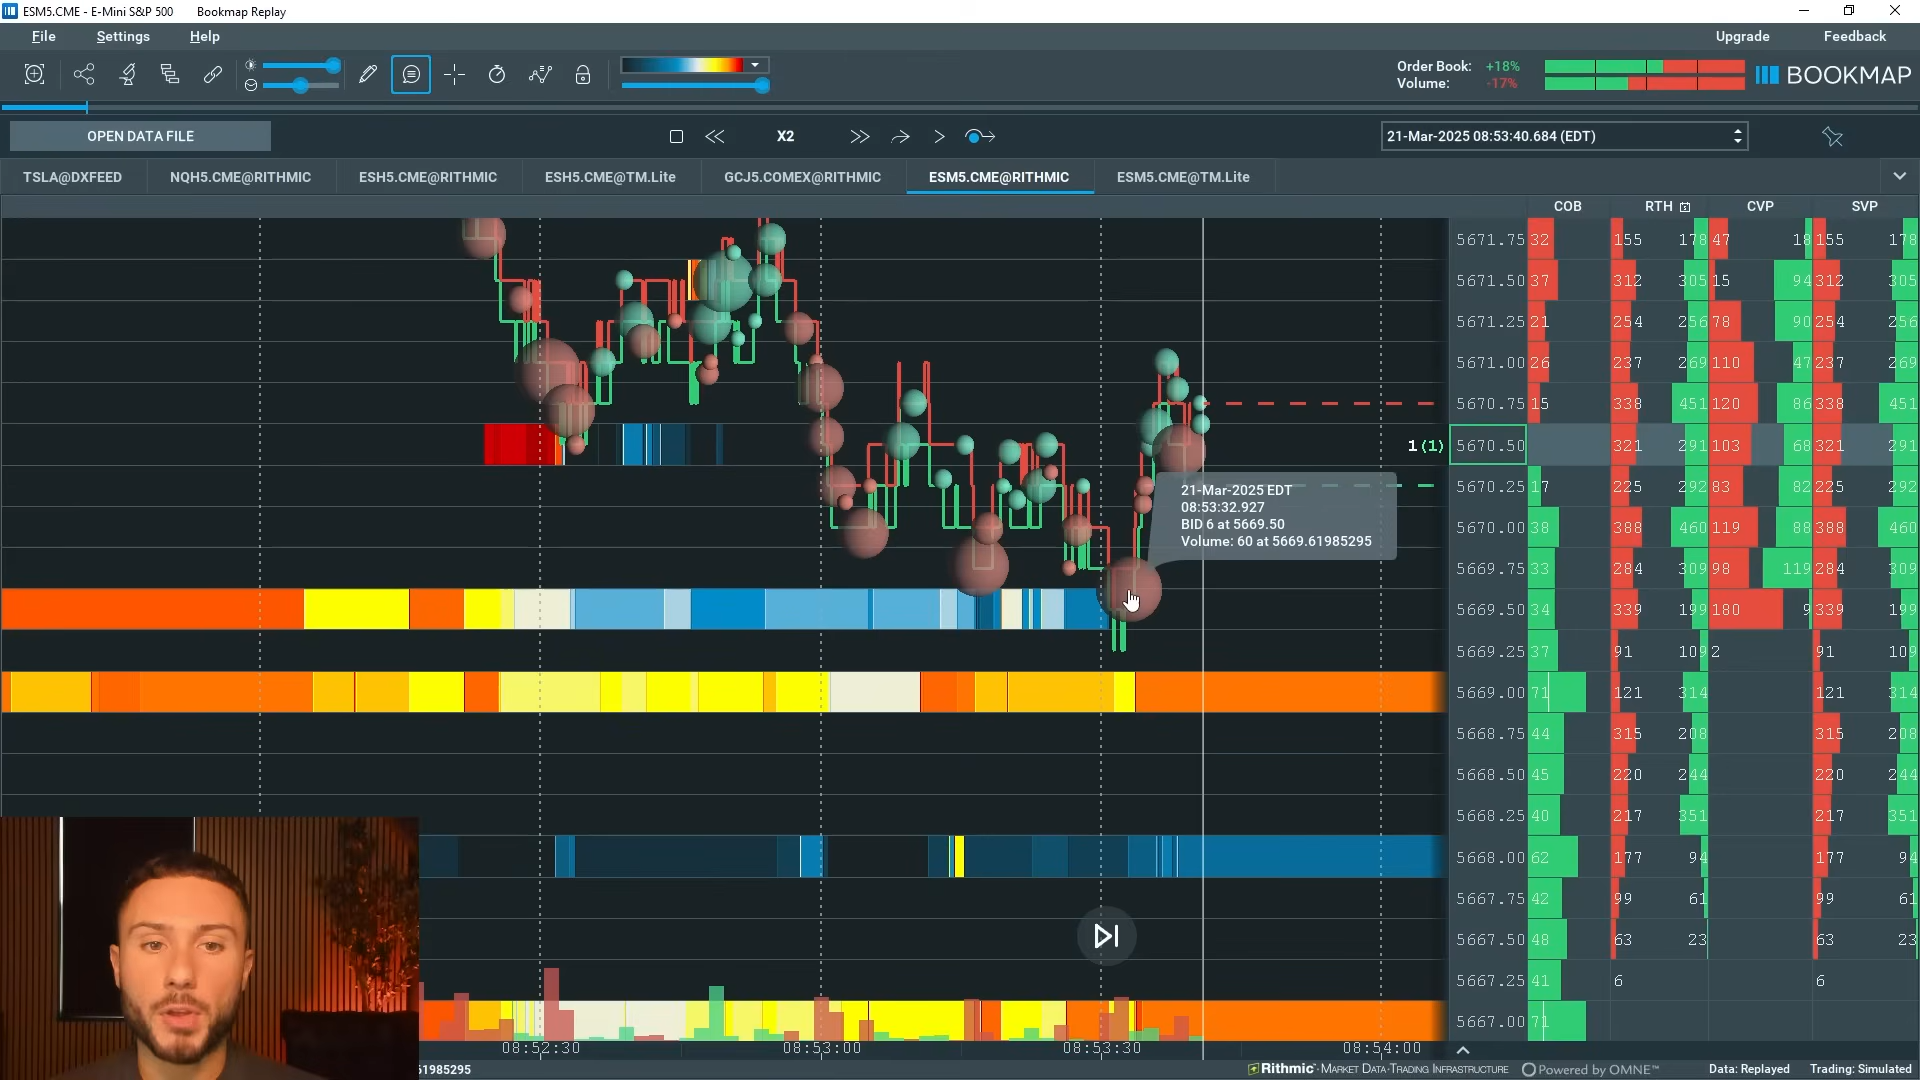 ESM5.CME - E-Mini S&P 500 Bookmap Replay
File Settings Help Upgrade Feedback
Order Book: +18%
Volume: -17%
BOOKMAP
OPEN DATA FILE X2 21-Mar-2025 08:53:40.684 (EDT)
TSLA@DXFEED NQH5.CME@RITHMIC ESH5.CME@RITHMIC ESH5.CME@TM.Lite GCJ5.COMEX@RITHMIC ESM5.CME@RITHMIC ESM5.CME@TM.Lite
COB RTH CVP SVP
5671.75 32 155 178 47 18 155 178
5671.50 37 312 305 15 94 312 305
5671.25 21 254 256 78 90 254 256
5671.00 26 237 269 110 47 237 269
5670.75 15 338 451 120 86 338 451
1 (1) 5670.50 321 291 103 68 321 291
5670.25 17 225 292 83 82 225 292
5670.00 38 388 460 119 88 388 460
5669.75 33 284 309 98 119 284 309
5669.50 34 339 199 180 9 339 199
5669.25 37 91 109 2 91 109
5669.00 71 121 314 121 314
5668.75 44 315 208 315 208
5668.50 45 220 244 220 244
5668.25 40 217 351 217 351
5668.00 62 177 94 177 94
5667.75 42 99 61 99 61
5667.50 48 63 23 63 23
5667.25 41 6 6
5667.00 71
21-Mar-2025 EDT
08:53:32.927
BID 6 at 5669.50
Volume: 60 at 5669.61985295
08:52:30 08:53:00 08:53:30 08:54:00
61985295 Rithmic® MARKET DATA-TRADING INFRASTRUCTURE Powered by OMNE™ Data: Replayed Trading: Simulated